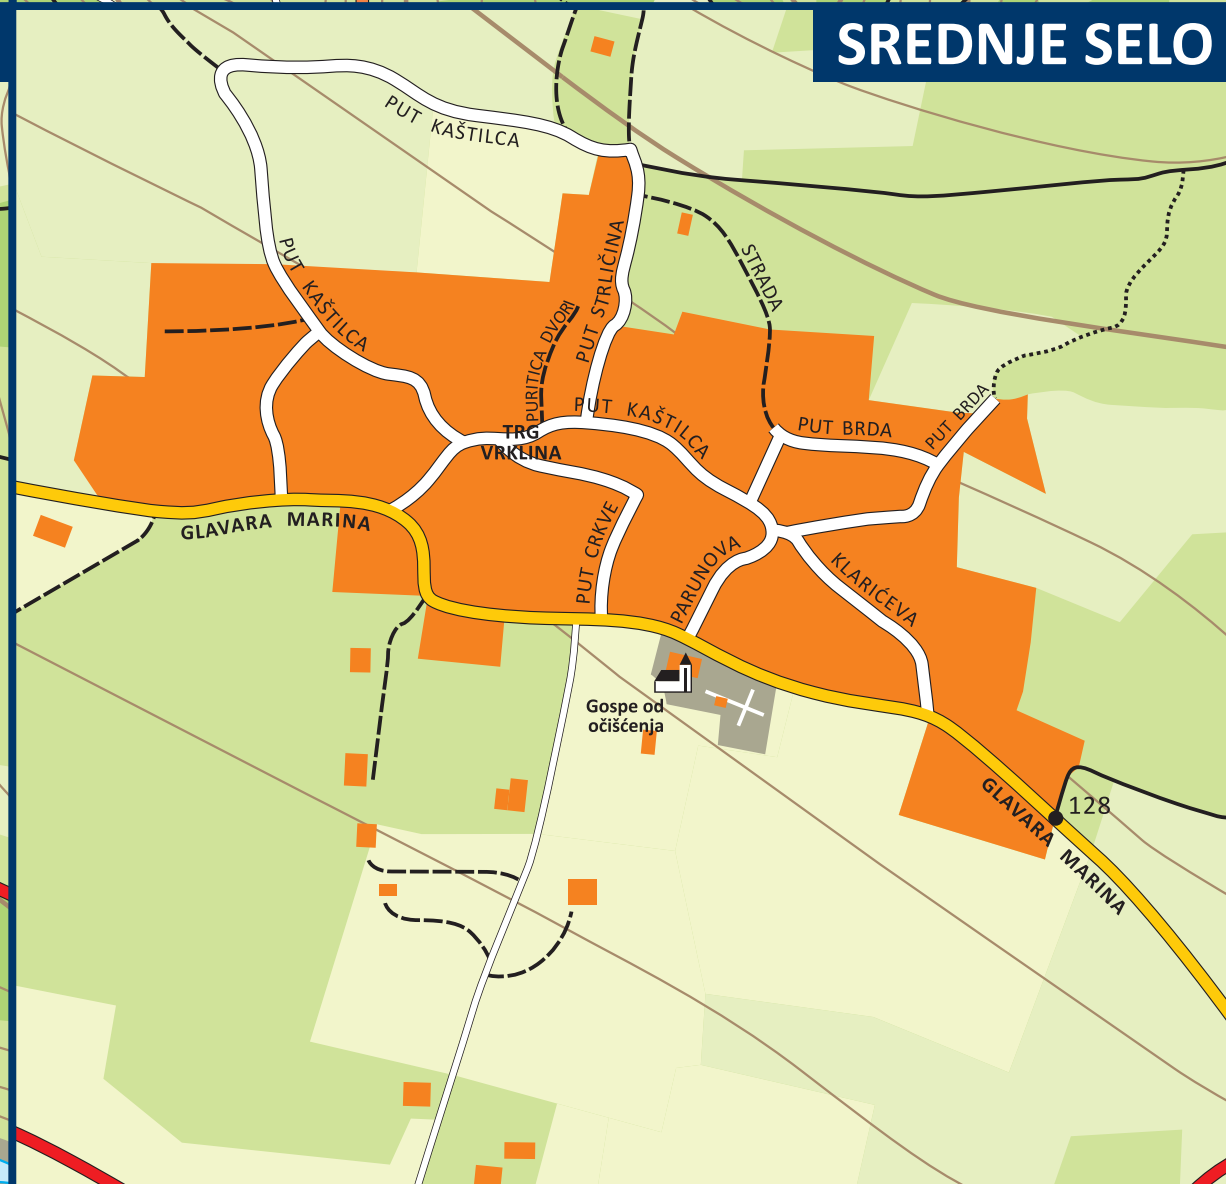 SREDNJE SELO
PUT KAŠTILCA
PUT KAŠTILCA
PUT STRLIČINA
STRADA
PURITICA DVORI
PUT KAŠTILCA
TRG
VRKLINA
PUT BRDA
PUT BRDA
GLAVARA MARINA
PUT CRKVE
PARUNOVA
KLARIĆEVA
Gospe od
očišćenja
GLAVARA MARINA
128